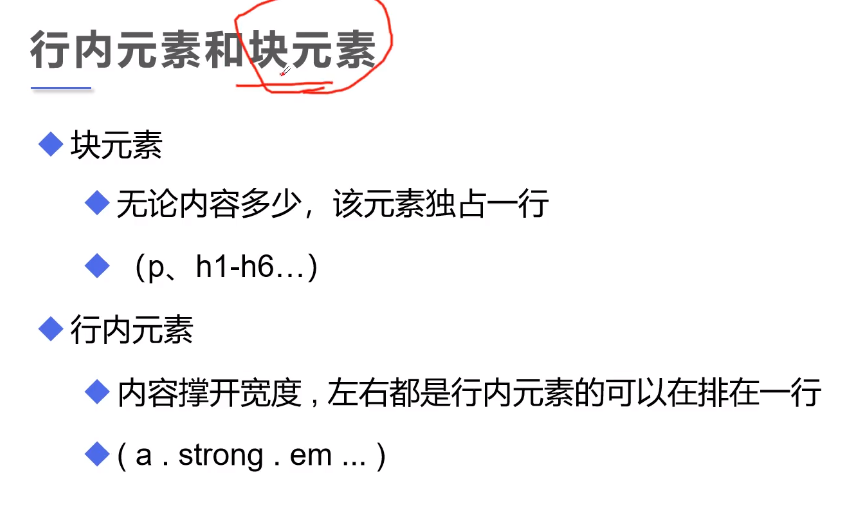 行内元素和块元素
块元素
无论内容多少，该元素独占一行
（p、h1-h6…）
行内元素
内容撑开宽度 , 左右都是行内元素的可以在排在一行
( a . strong . em ... )